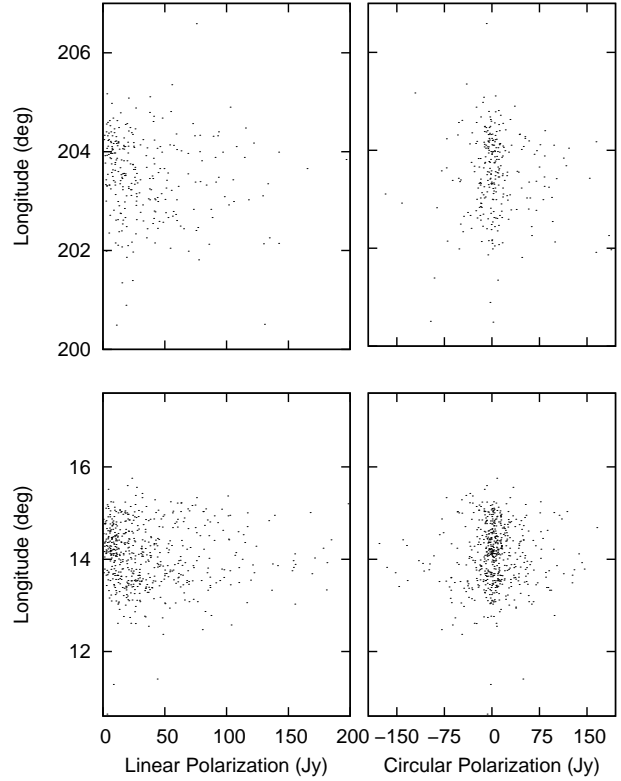 206
204
202
200
Longitude (deg)
16
14
12
Longitude (deg)
0 50 100 150 200
Linear Polarization (Jy)
−150 −75 0 75 150
Circular Polarization (Jy)